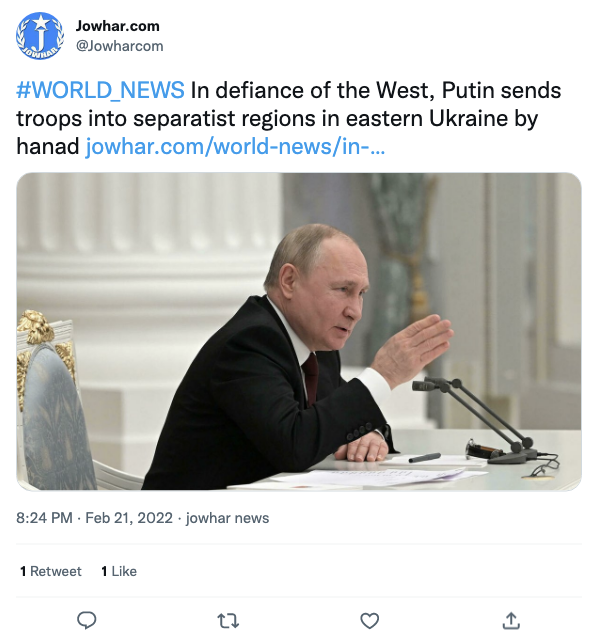 Jowhar.com
@Jowharcom
#WORLD_NEWS In defiance of the West, Putin sends
troops into separatist regions in eastern Ukraine by
hanad jowhar.com/world-news/in-...
8:24 PM · Feb 21, 2022 · jowhar news
1 Retweet 1 Like